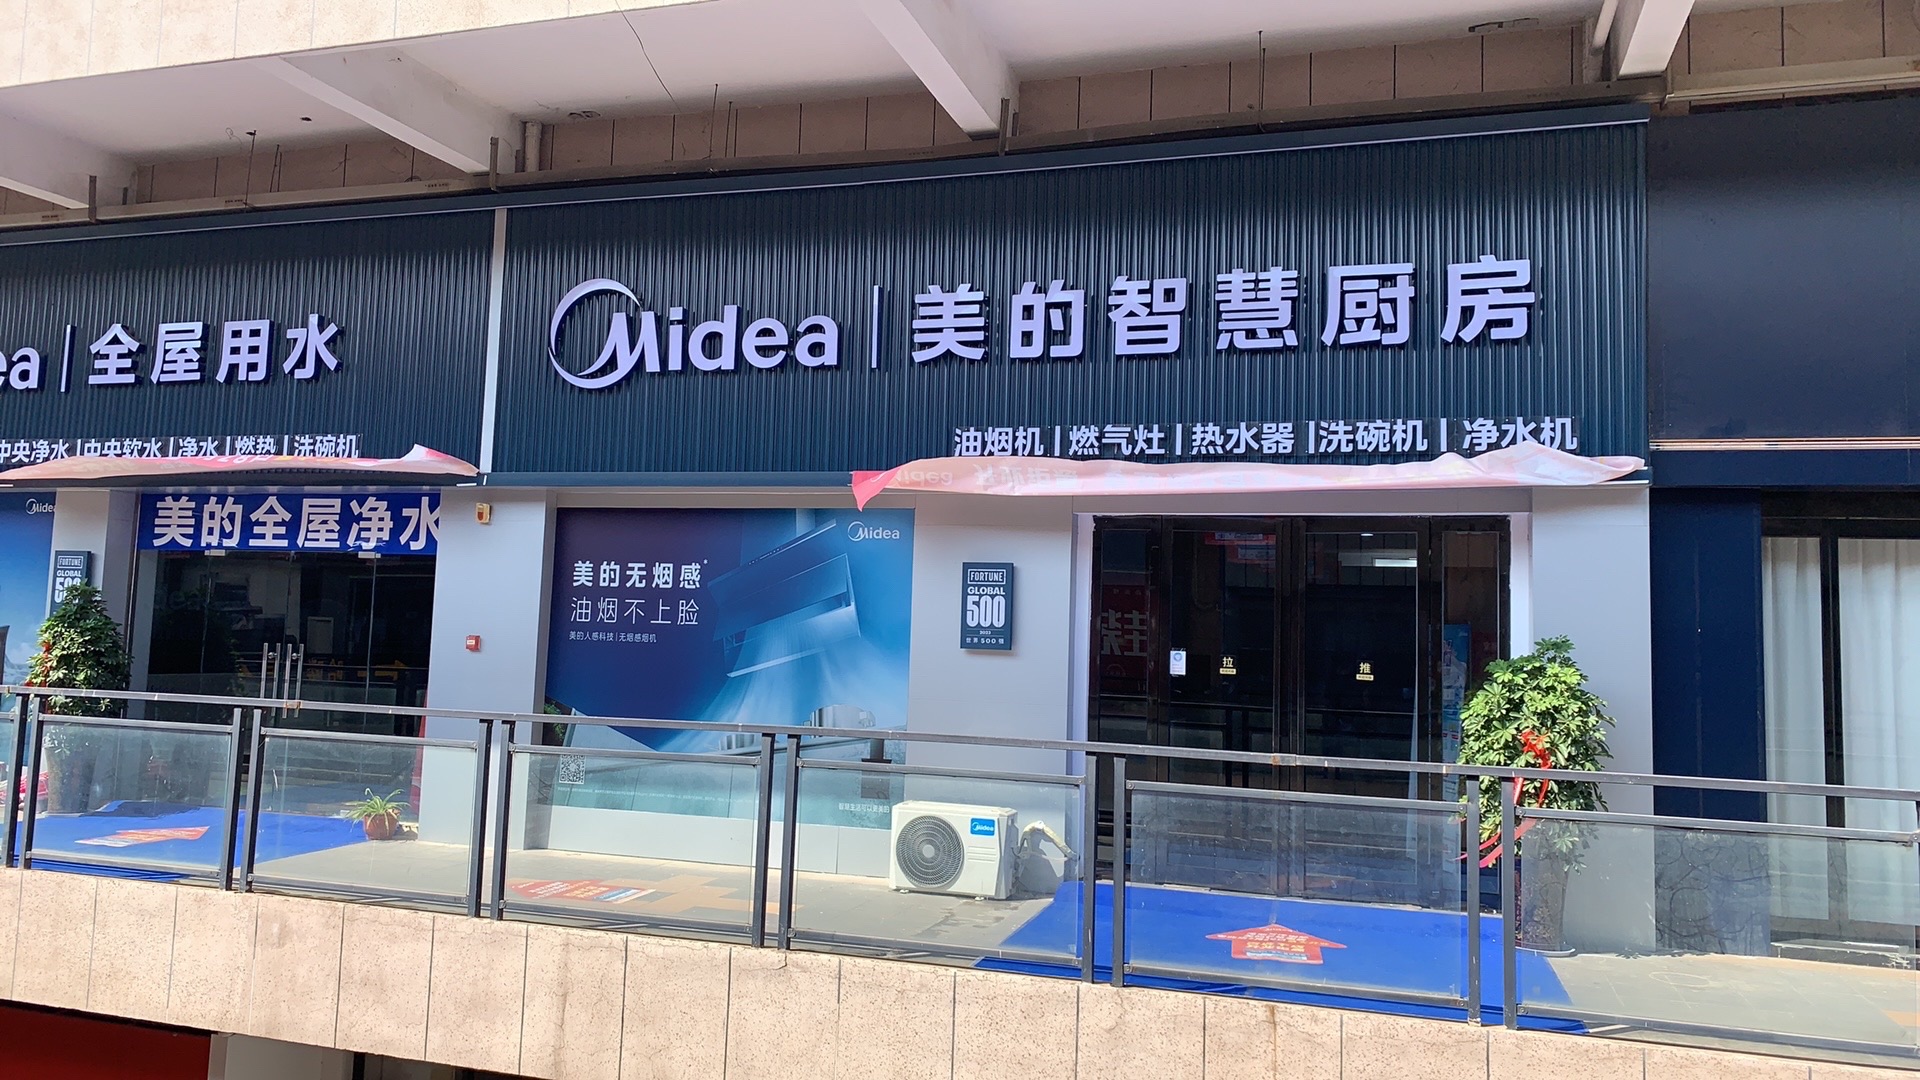 ea | 全屋用水
中央净水 | 中央软水 | 净水 | 燃热 | 洗碗机
Midea | 美的智慧厨房
油烟机 | 燃气灶 | 热水器 | 洗碗机 | 净水机
Midea
FORTUNE
GLOBAL
500
美的全屋净水
Midea
美的无烟感
油烟不上脸
美的人感科技 | 无烟感烟机
FORTUNE
GLOBAL
500
世界500强
拉
推
Midea